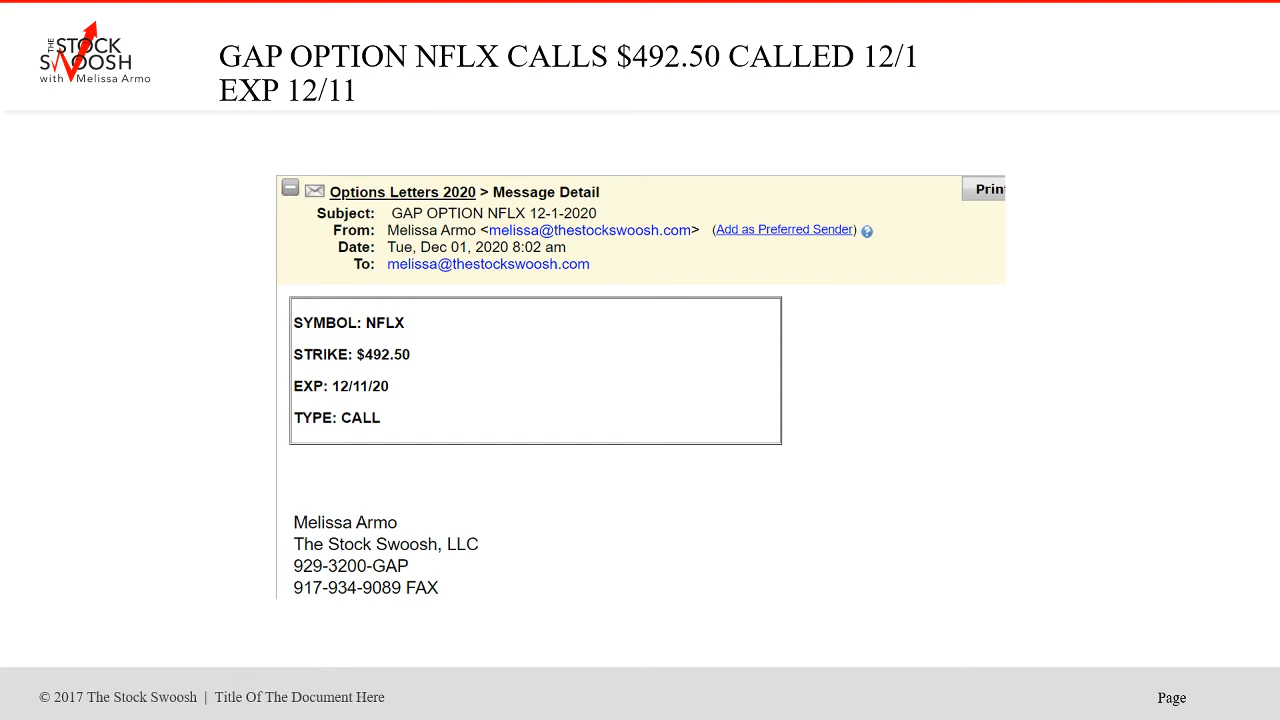 THE STOCK SWOOSH
with Melissa Armo
GAP OPTION NFLX CALLS $492.50 CALLED 12/1
EXP 12/11
Options Letters 2020 > Message Detail
Print
Subject: GAP OPTION NFLX 12-1-2020
From: Melissa Armo <melissa@thestockswoosh.com> (Add as Preferred Sender) ?
Date: Tue, Dec 01, 2020 8:02 am
To: melissa@thestockswoosh.com
SYMBOL: NFLX
STRIKE: $492.50
EXP: 12/11/20
TYPE: CALL
Melissa Armo
The Stock Swoosh, LLC
929-3200-GAP
917-934-9089 FAX
© 2017 The Stock Swoosh | Title Of The Document Here
Page